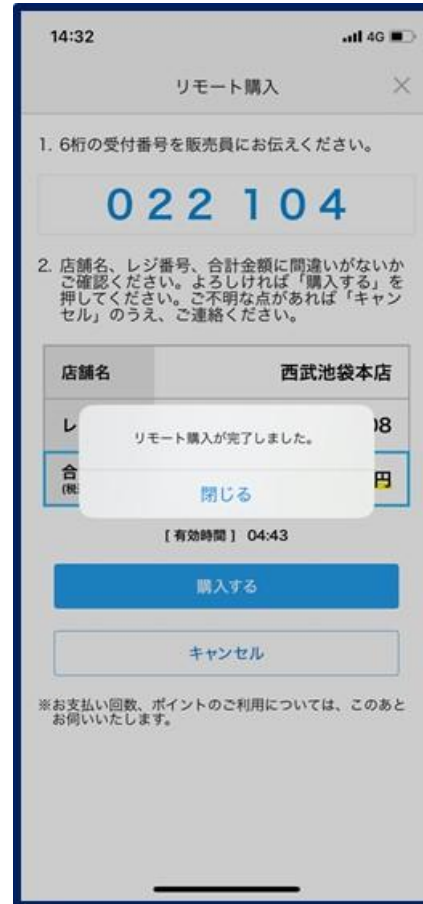 14:32
4G
リモート購入
1. 6桁の受付番号を販売員にお伝えください。
022 104
2. 店舗名、レジ番号、合計金額に間違いがないか
ご確認ください。よろしければ「購入する」を
押してください。ご不明な点があれば「キャン
セル」のうえ、ご連絡ください。
店舗名 西武池袋本店
レ 08
リモート購入が完了しました。
合 円
(税
閉じる
[ 有効時間 ] 04:43
購入する
キャンセル
※お支払い回数、ポイントのご利用については、このあと
お伺いいたします。